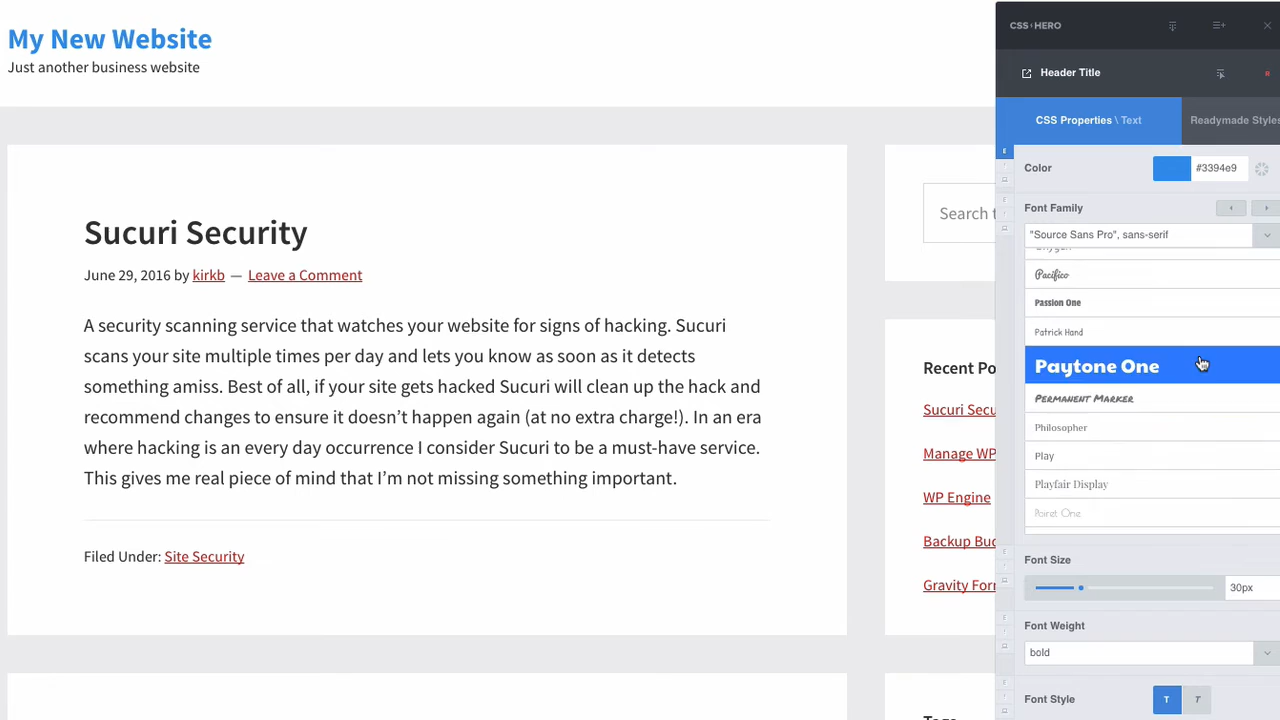 My New Website
Just another business website
Sucuri Security
June 29, 2016 by kirkb — Leave a Comment
A security scanning service that watches your website for signs of hacking. Sucuri
scans your site multiple times per day and lets you know as soon as it detects
something amiss. Best of all, if your site gets hacked Sucuri will clean up the hack and
recommend changes to ensure it doesn’t happen again (at no extra charge!). In an era
where hacking is an every day occurrence I consider Sucuri to be a must-have service.
This gives me real piece of mind that I’m not missing something important.
Filed Under: Site Security
Search t
Recent Po
Sucuri Secu
Manage WP
WP Engine
Backup Bud
Gravity For
Tags
CSS HERO
Header Title
R
CSS Properties \ Text
Readymade Styles
Color
#3394e9
Font Family
"Source Sans Pro", sans-serif
Oxygen
Pacifico
Passion One
Patrick Hand
Paytone One
Permanent Marker
Philosopher
Play
Playfair Display
Poiret One
Font Size
30px
Font Weight
bold
Font Style
T T